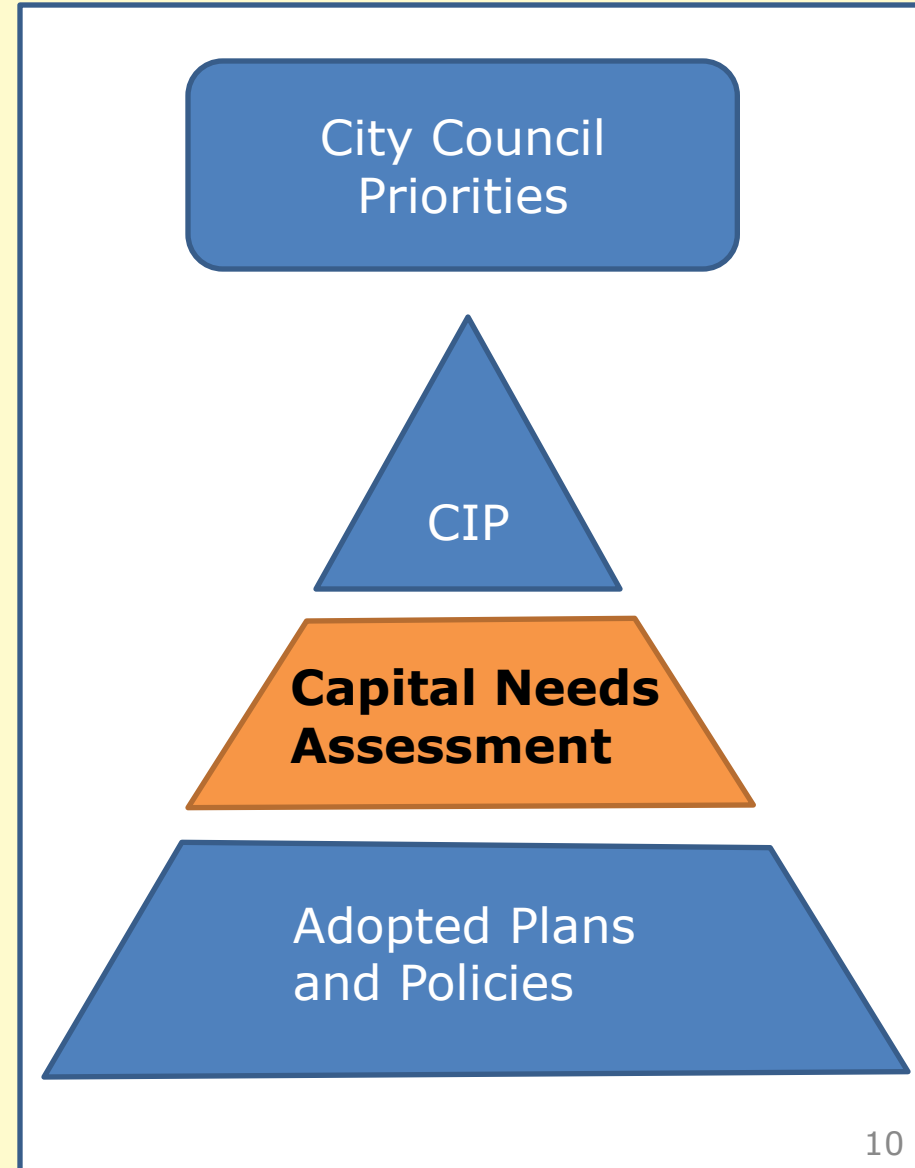 City Council
Priorities
CIP
Capital Needs
Assessment
Adopted Plans
and Policies
10